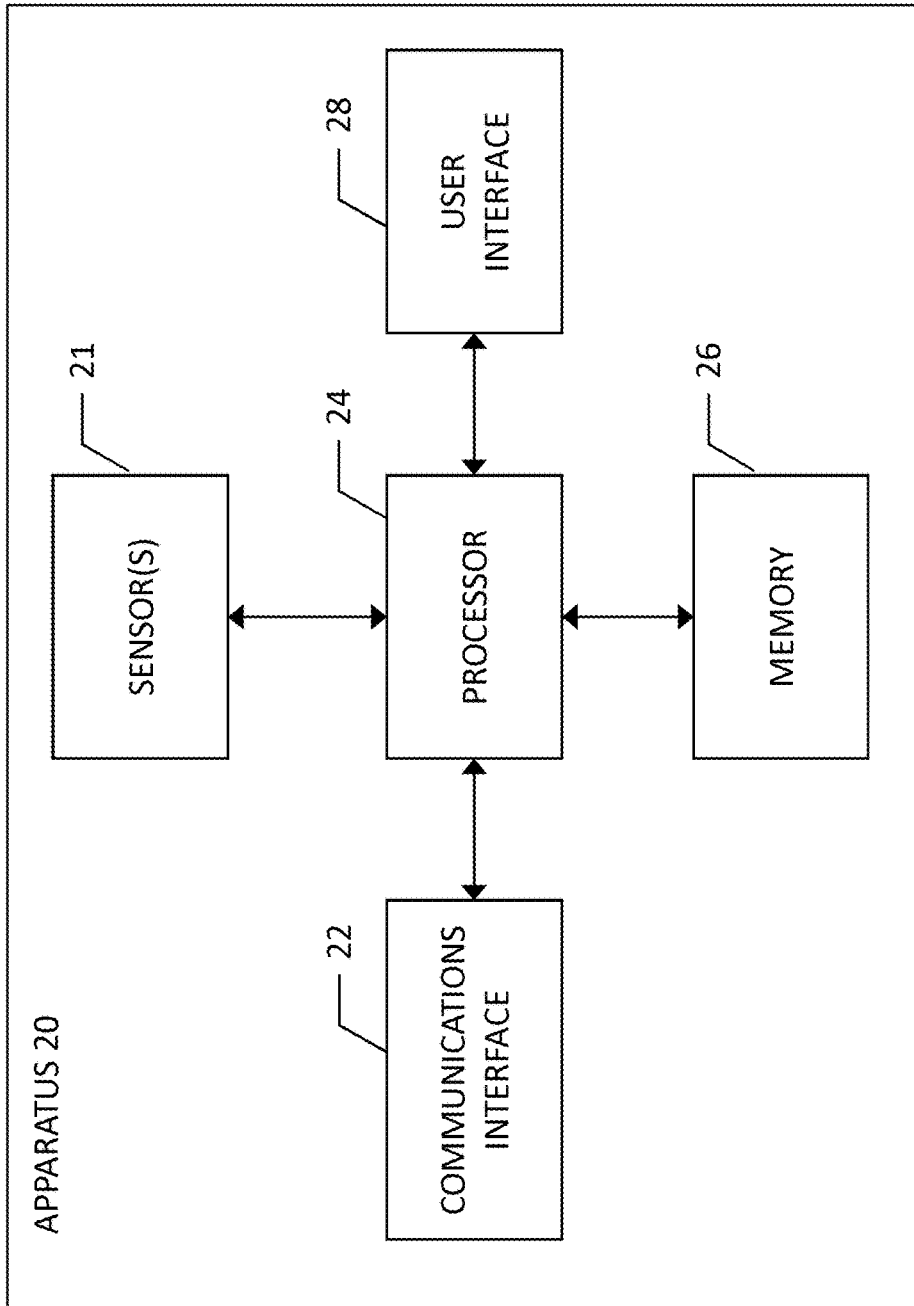 APPARATUS 20
21
SENSOR(S)
22
COMMUNICATIONS
INTERFACE
24
PROCESSOR
28
USER
INTERFACE
26
MEMORY